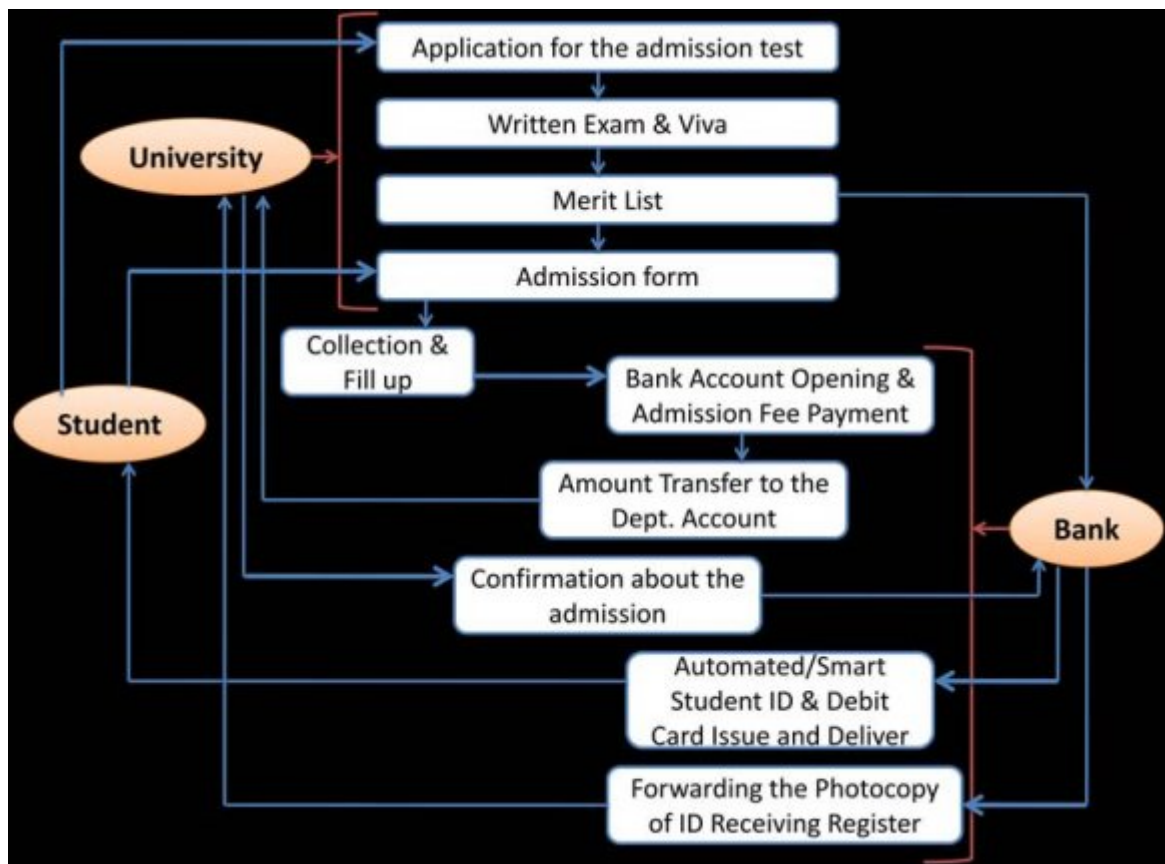 Application for the admission test
Written Exam & Viva
University
Merit List
Admission form
Collection &
Fill up
Bank Account Opening &
Admission Fee Payment
Student
Amount Transfer to the
Dept. Account
Bank
Confirmation about the
admission
Automated/Smart
Student ID & Debit
Card Issue and Deliver
Forwarding the Photocopy
of ID Receiving Register